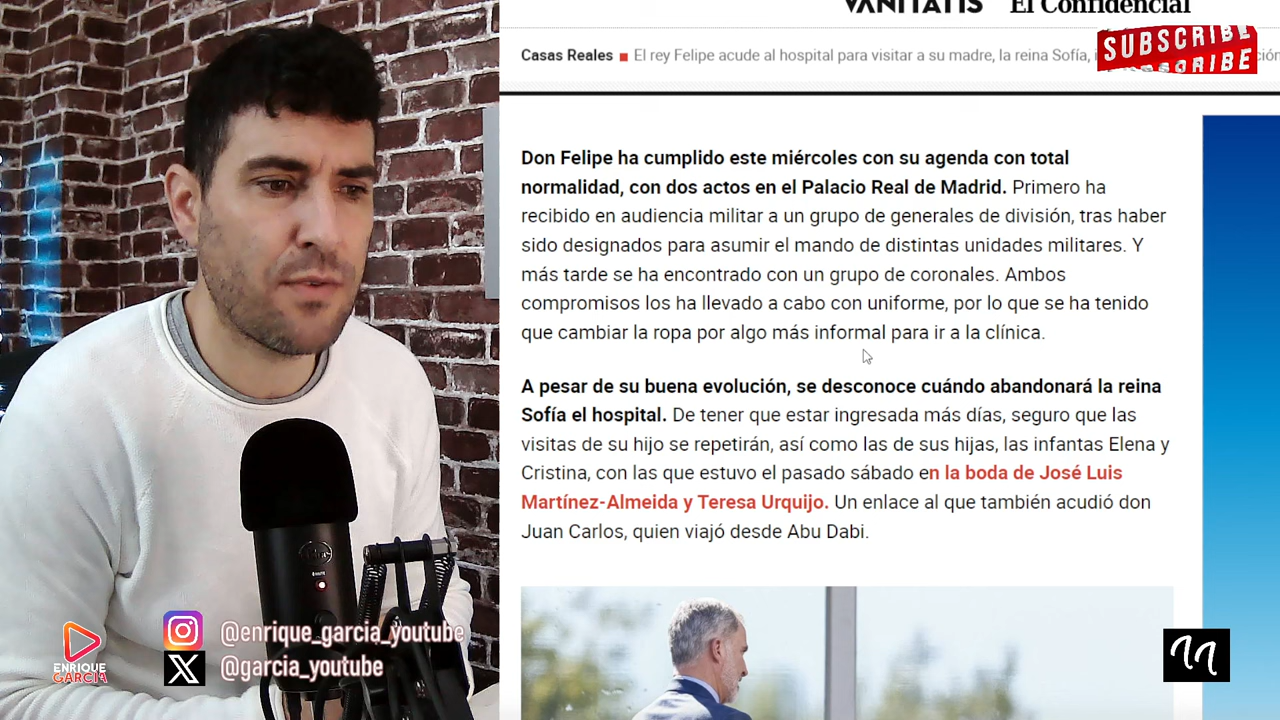 VANITATIS El Confidencial
SUBSCRIBE
Casas Reales El rey Felipe acude al hospital para visitar a su madre, la reina Sofía,
Don Felipe ha cumplido este miércoles con su agenda con total
normalidad, con dos actos en el Palacio Real de Madrid. Primero ha
recibido en audiencia militar a un grupo de generales de división, tras haber
sido designados para asumir el mando de distintas unidades militares. Y
más tarde se ha encontrado con un grupo de coronales. Ambos
compromisos los ha llevado a cabo con uniforme, por lo que se ha tenido
que cambiar la ropa por algo más informal para ir a la clínica.
A pesar de su buena evolución, se desconoce cuándo abandonará la reina
Sofía el hospital. De tener que estar ingresada más días, seguro que las
visitas de su hijo se repetirán, así como las de sus hijas, las infantas Elena y
Cristina, con las que estuvo el pasado sábado en la boda de José Luis
Martínez-Almeida y Teresa Urquijo. Un enlace al que también acudió don
Juan Carlos, quien viajó desde Abu Dabi.
ENRIQUE
GARCIA
@enrique_garcia_youtube
@garcia_youtube